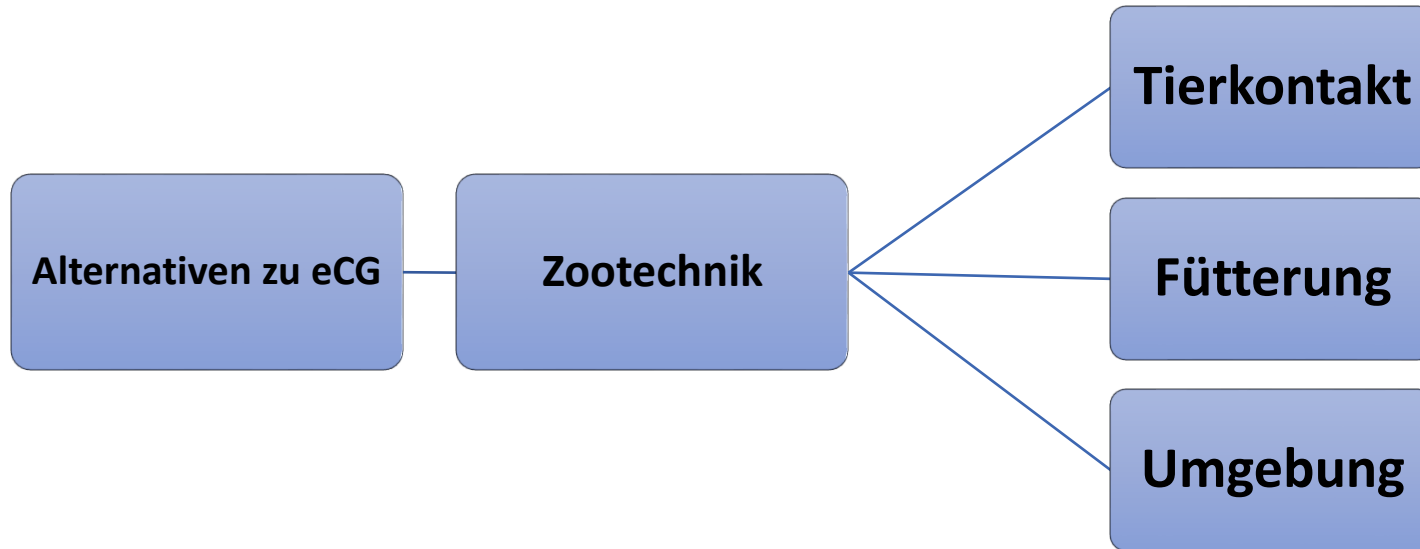 Alternativen zu eCG
Zootechnik
Tierkontakt
Fütterung
Umgebung